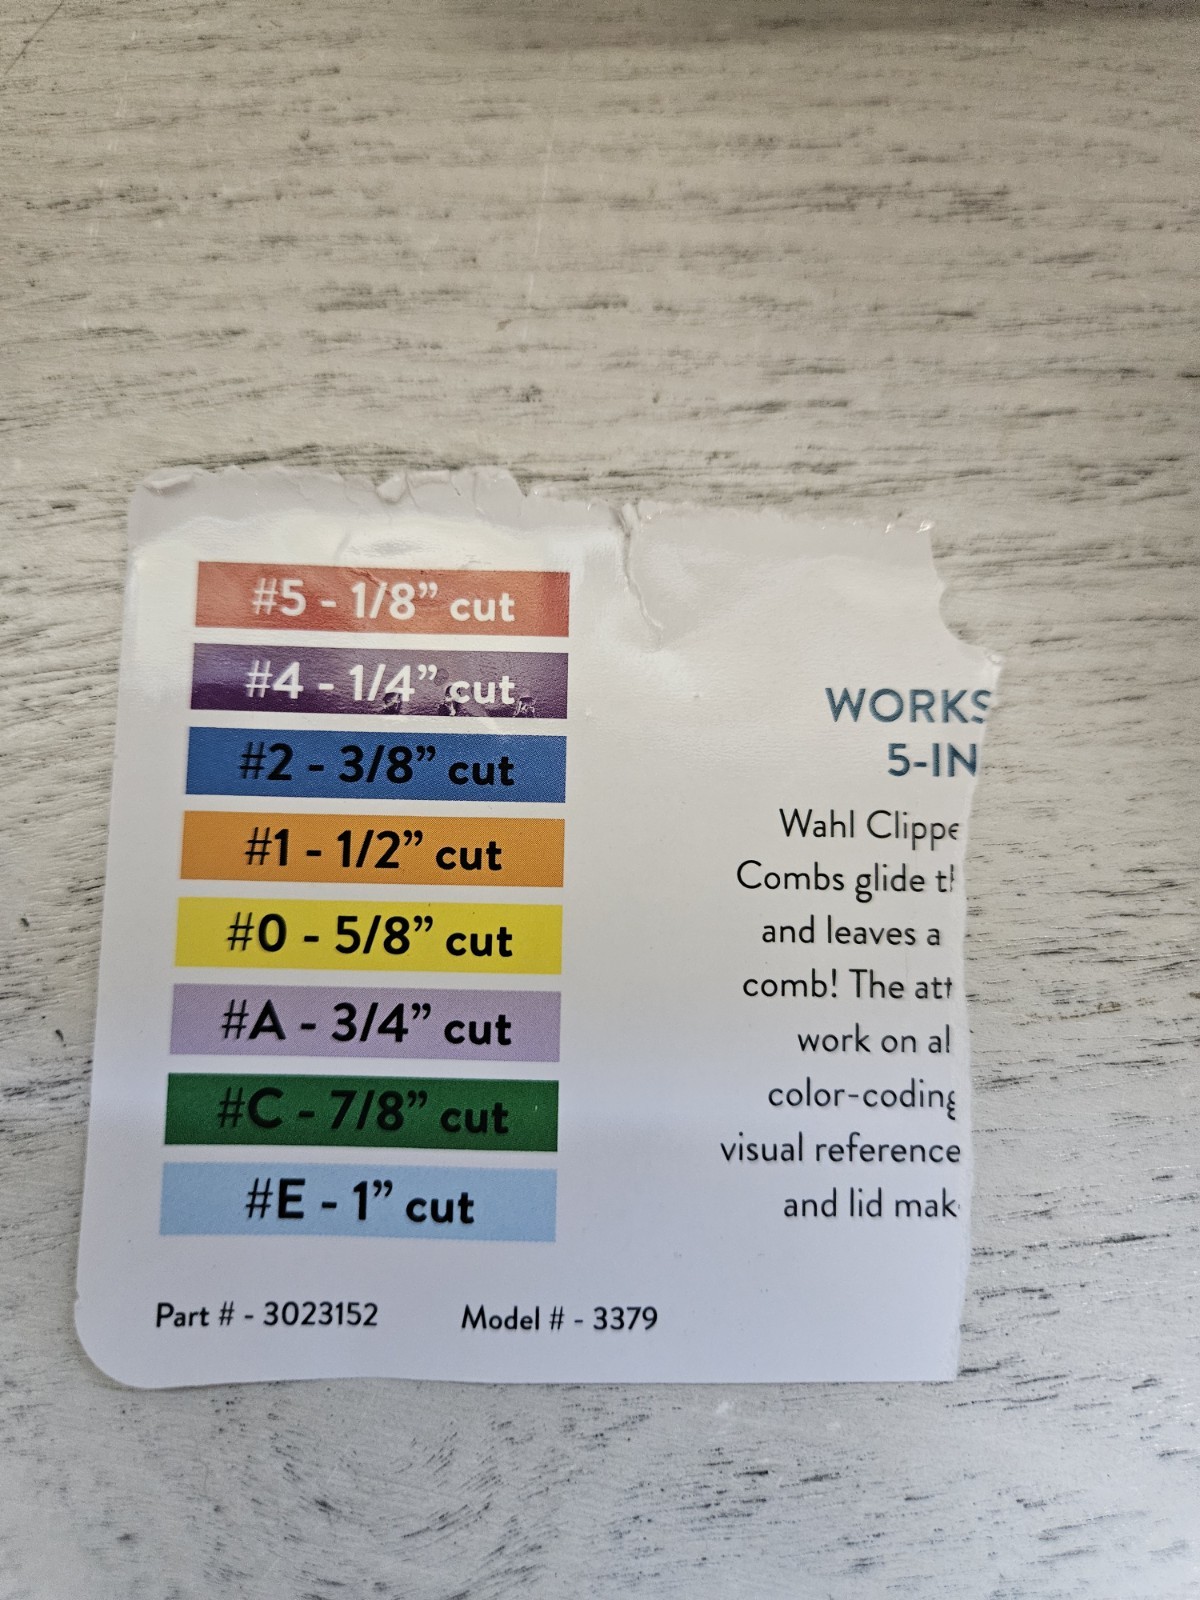 #5 - 1/8” cut
#4 - 1/4” cut
#2 - 3/8” cut
#1 - 1/2” cut
#0 - 5/8” cut
#A - 3/4” cut
#C - 7/8” cut
#E - 1” cut
Part # - 3023152 Model # - 3379
WORKS
5-IN
Wahl Clippe
Combs glide
and leaves a
comb! The att
work on al
color-coding
visual reference
and lid mak